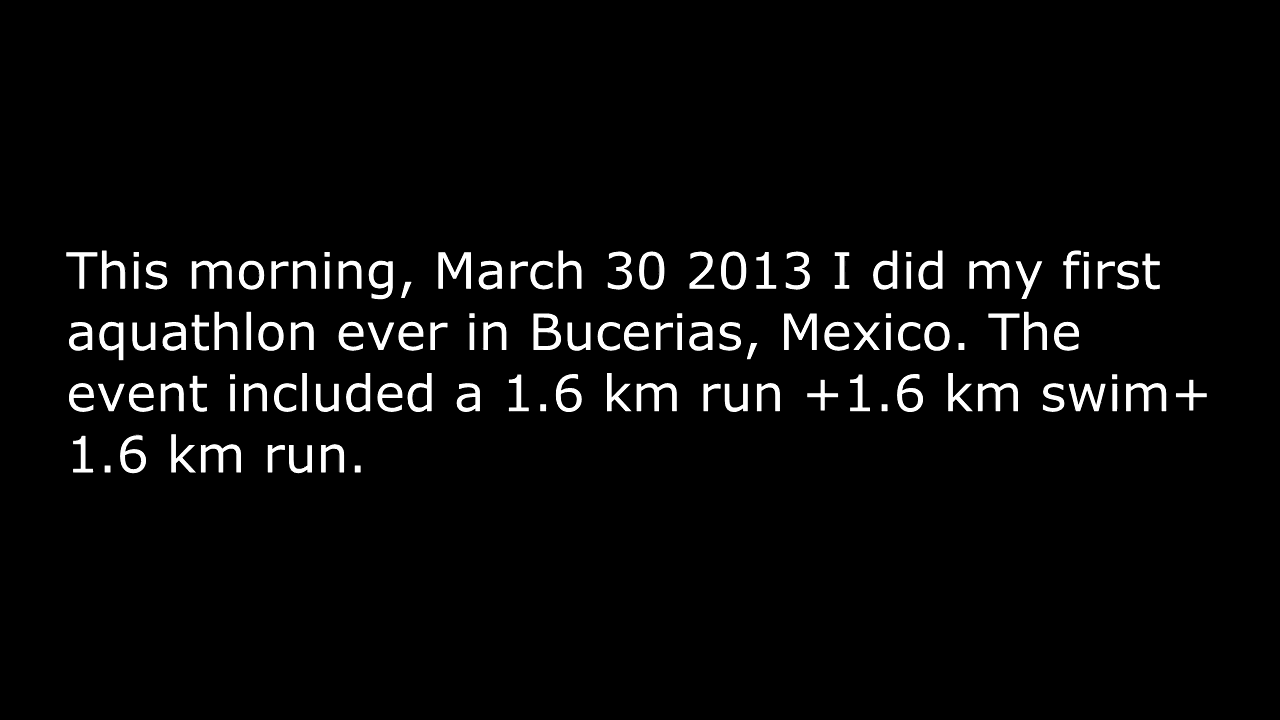 This morning, March 30 2013 I did my first
aquathlon ever in Bucerias, Mexico. The
event included a 1.6 km run +1.6 km swim+
1.6 km run.